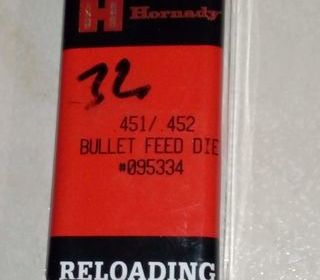 H Hornady
32
.451/.452
BULLET FEED DIE
#095334
RELOADING